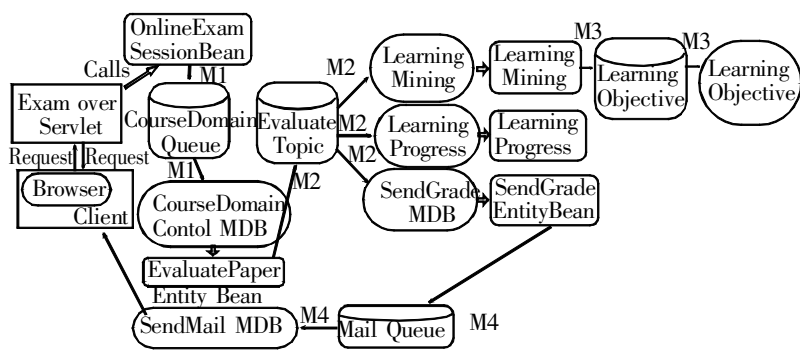 OnlineExam
SessionBean
Calls
M1
Exam over
Servlet
Request
Request
Browser
Client
CourseDomain
Queue
M1
CourseDomain
Contol MDB
EvaluatePaper
Entity Bean
SendMail MDB
Evaluate
Topic
M2
M2
M2
M2
Learning
Mining
Learning
Mining
M3
Learning
Objective
M3
Learning
Objective
Learning
Progress
Learning
Progress
SendGrade
MDB
SendGrade
EntityBean
M4
Mail Queue
M4